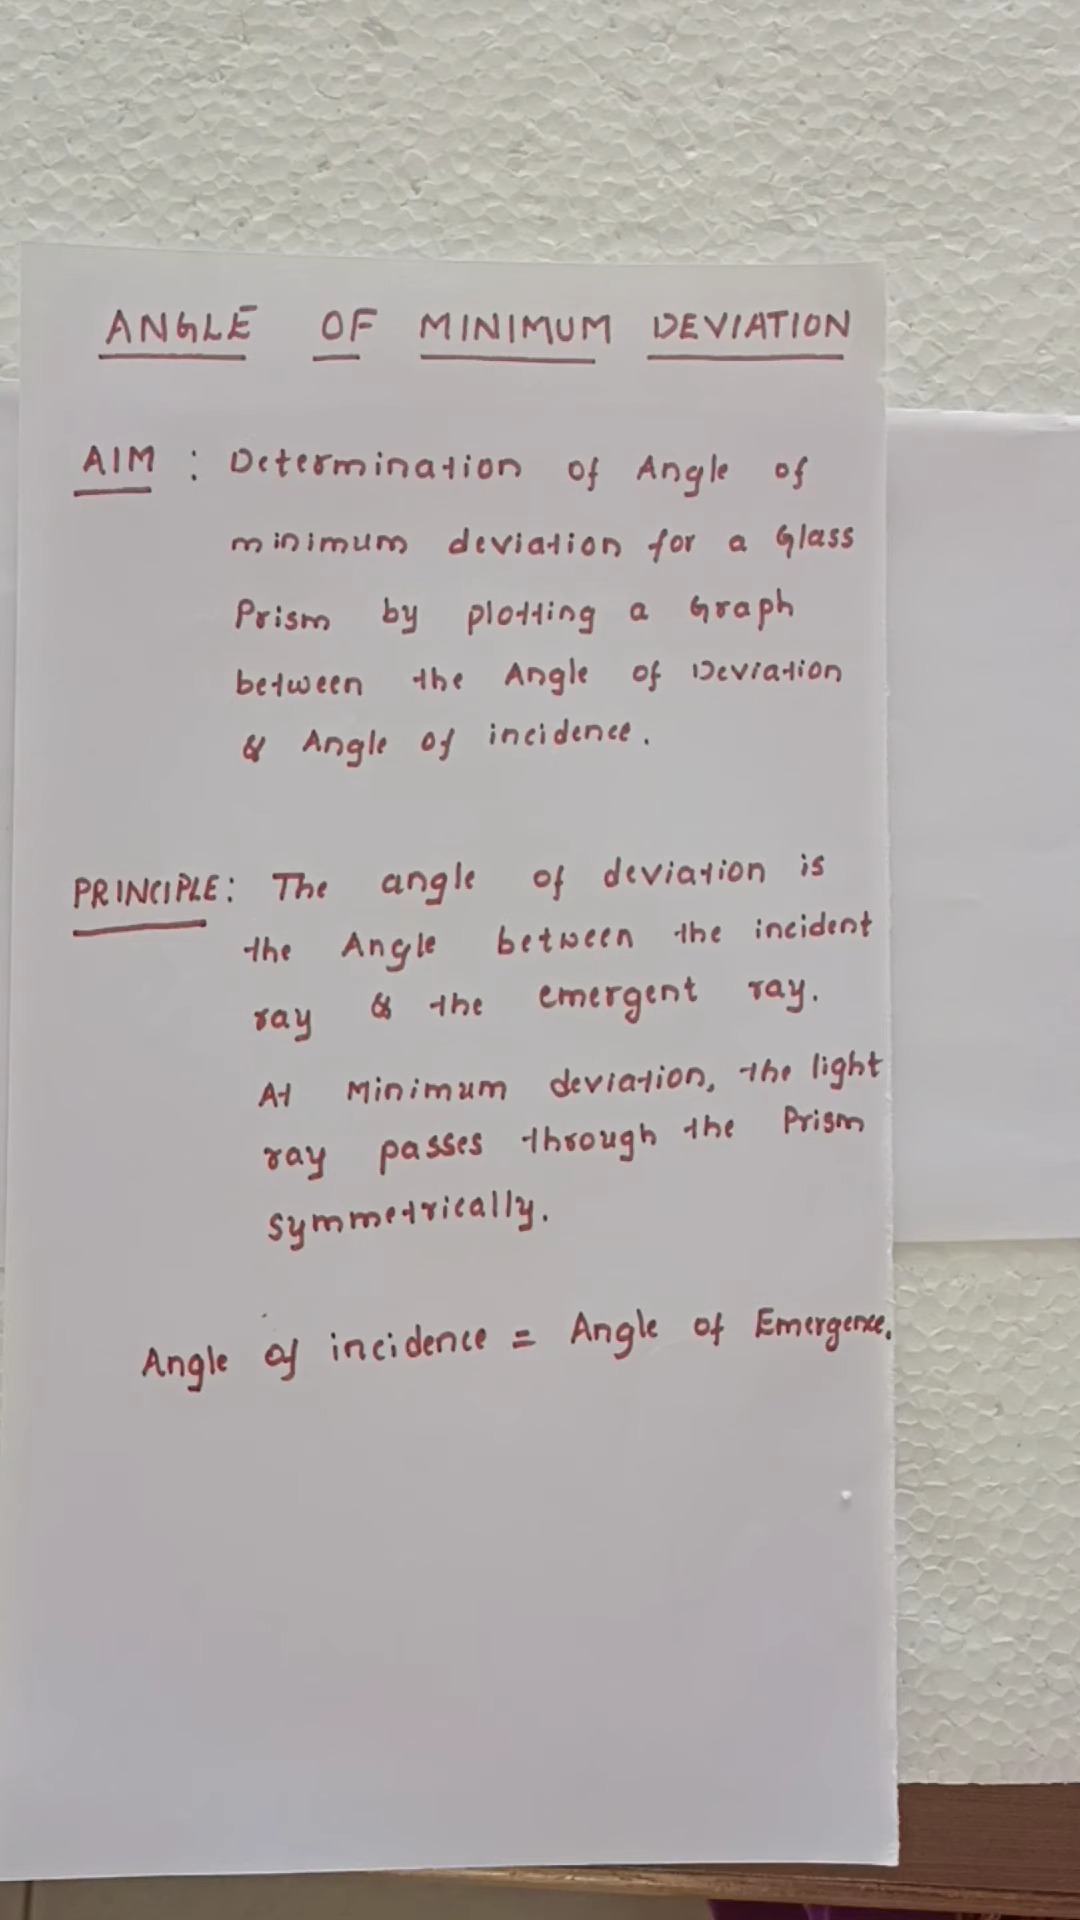 ANGLE OF MINIMUM DEVIATION
AIM : Determination of Angle of
minimum deviation for a Glass
Prism by plotting a Graph
between the Angle of Deviation
& Angle of incidence.
PRINCIPLE: The angle of deviation is
the Angle between the incident
ray & the emergent ray.
At Minimum deviation, the light
ray passes through the Prism
symmetrically.
Angle of incidence = Angle of Emergence.